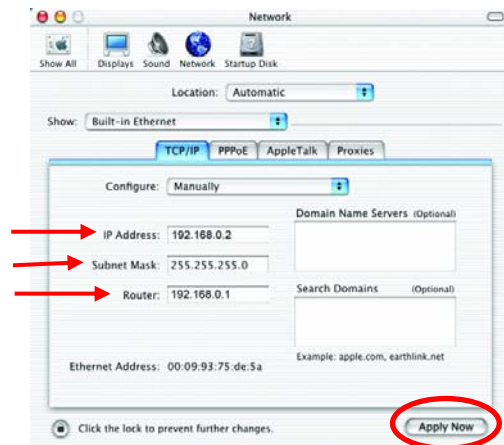 Network
Show All Displays Sound Network Startup Disk
Location: Automatic
Show: Built-in Ethernet
TCP/IP PPPoE AppleTalk Proxies
Configure: Manually
Domain Name Servers (Optional)
IP Address: 192.168.0.2
Subnet Mask: 255.255.255.0
Router: 192.168.0.1
Search Domains (Optional)
Example: apple.com, earthlink.net
Ethernet Address: 00:09:93:75:de:5a
Click the lock to prevent further changes.
Apply Now